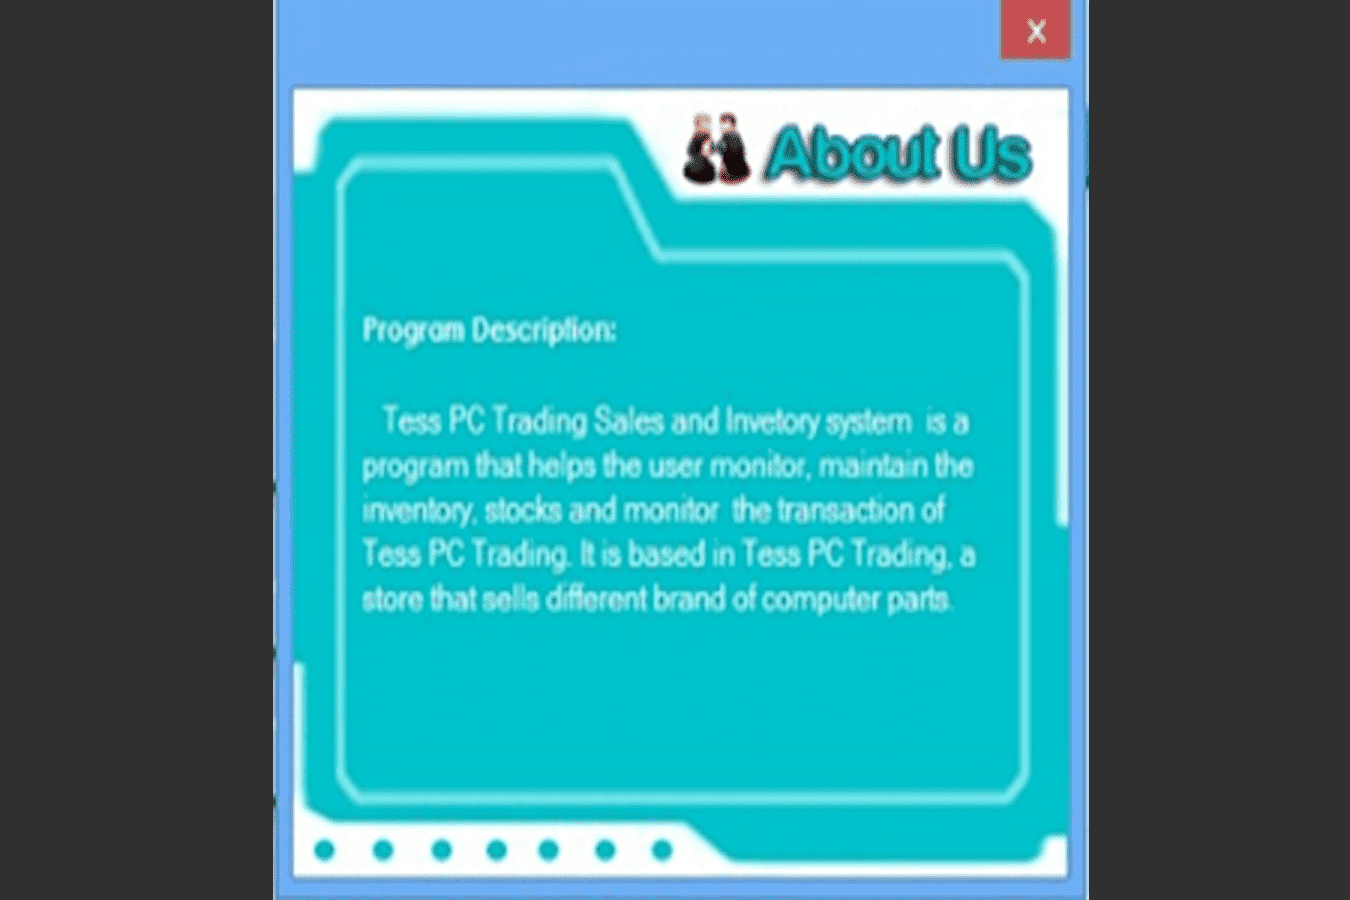 x
About Us
Program Description:
Tess PC Trading Sales and Invetory system is a
program that helps the user monitor, maintain the
inventory, stocks and monitor the transaction of
Tess PC Trading. It is based in Tess PC Trading, a
store that sells different brand of computer parts.